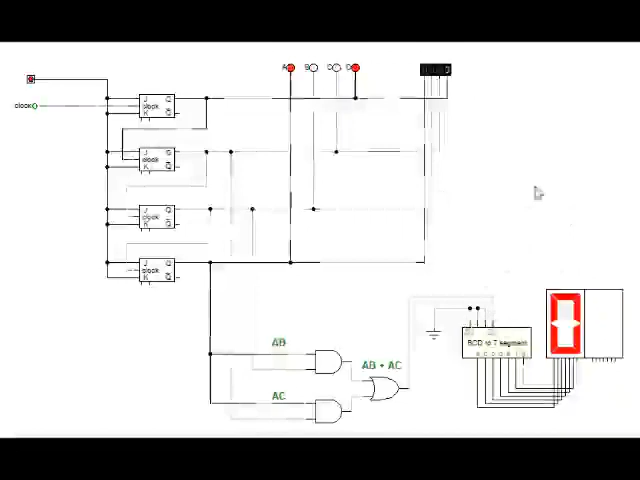 A B C D
clock
J Q
clock
K Q
J Q
clock
K Q
J Q
clock
K Q
J Q
clock
K Q
BCD to 7 segment
AB
AB + AC
AC